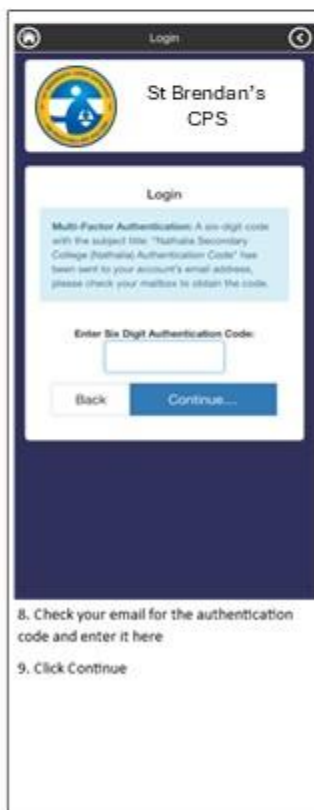 Login
St Brendan's
CPS
Login
Multi-Factor Authentication: A six-digit code
with the subject title: "Nathalia Secondary
College (Nathalia) Authentication Code" has
been sent to your account's email address,
please check your mailbox to obtain the code.
Enter Six Digit Authentication Code:
Back
Continue....
8. Check your email for the authentication
code and enter it here
9. Click Continue